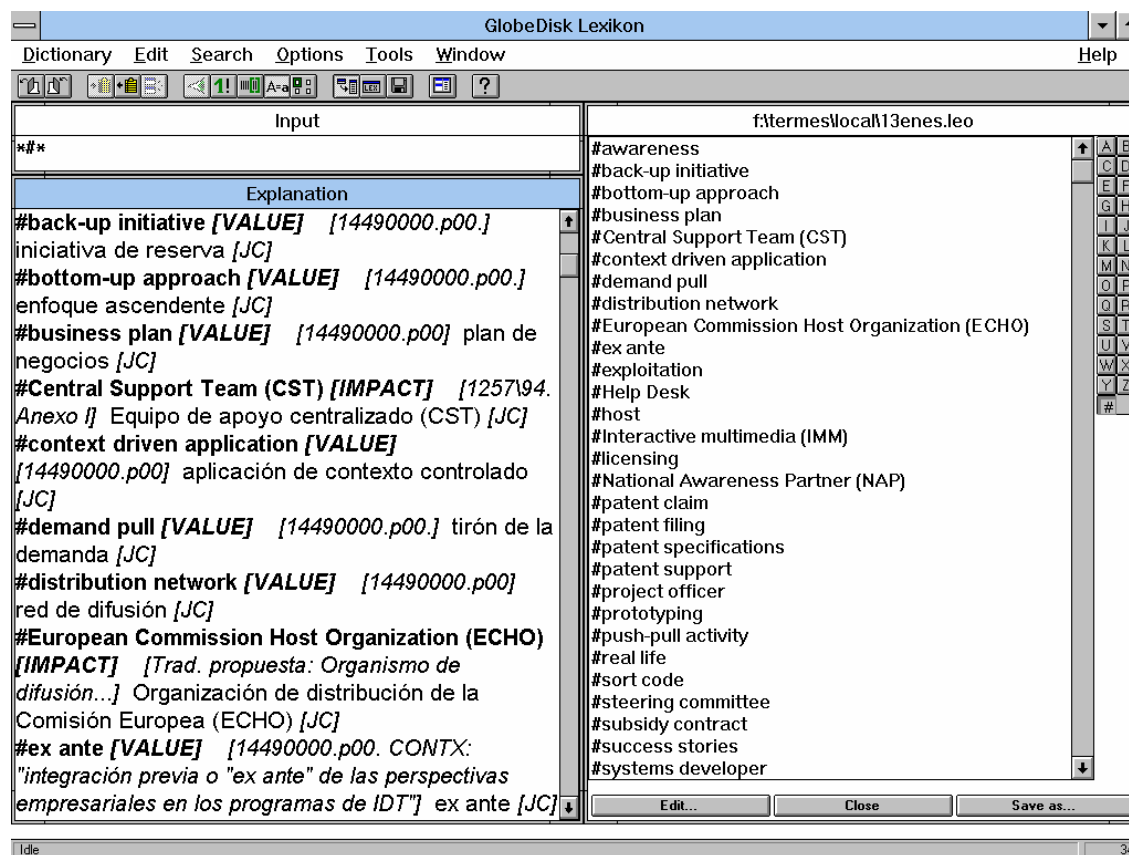 GlobeDisk Lexikon
Dictionary Edit Search Options Tools Window Help
Input
*#*
Explanation
#back-up initiative [VALUE] [14490000.p00.]
iniciativa de reserva [JC]
#bottom-up approach [VALUE] [14490000.p00.]
enfoque ascendente [JC]
#business plan [VALUE] [14490000.p00] plan de
negocios [JC]
#Central Support Team (CST) [IMPACT] [1257\94.
Anexo I] Equipo de apoyo centralizado (CST) [JC]
#context driven application [VALUE]
[14490000.p00] aplicación de contexto controlado
[JC]
#demand pull [VALUE] [14490000.p00.] tirón de la
demanda [JC]
#distribution network [VALUE] [14490000.p00]
red de difusión [JC]
#European Commission Host Organization (ECHO)
[IMPACT] [Trad. propuesta: Organismo de
difusión...] Organización de distribución de la
Comisión Europea (ECHO) [JC]
#ex ante [VALUE] [14490000.p00. CONTX:
"integración previa o "ex ante" de las perspectivas
empresariales en los programas de IDT"] ex ante [JC]
f:\termes\local\13enes.leo
#awareness
#back-up initiative
#bottom-up approach
#business plan
#Central Support Team (CST)
#context driven application
#demand pull
#distribution network
#European Commission Host Organization (ECHO)
#ex ante
#exploitation
#Help Desk
#host
#Interactive multimedia (IMM)
#licensing
#National Awareness Partner (NAP)
#patent claim
#patent filing
#patent specifications
#patent support
#project officer
#prototyping
#push-pull activity
#real life
#sort code
#steering committee
#subsidy contract
#success stories
#systems developer
A B
C D
E F
G H
I J
K L
M N
O P
Q R
S T
U V
W X
Y Z
#
Edit... Close Save as...
Idle